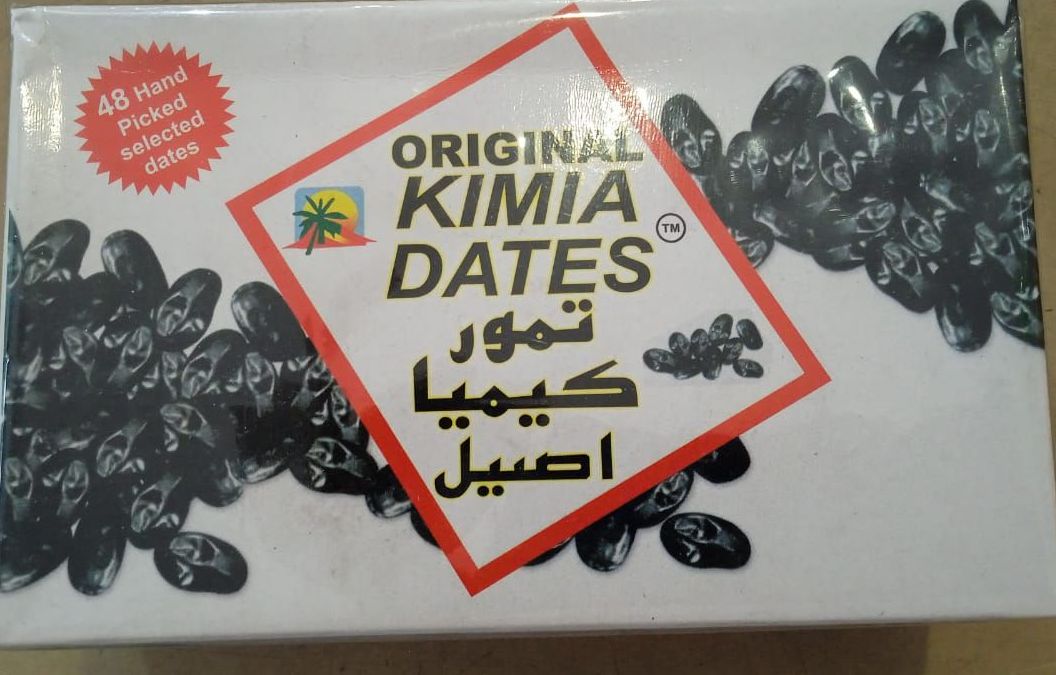 48 Hand
Picked
selected
dates
ORIGINAL
KIMIA
DATES
TM
تمور
كيميا
اصيل